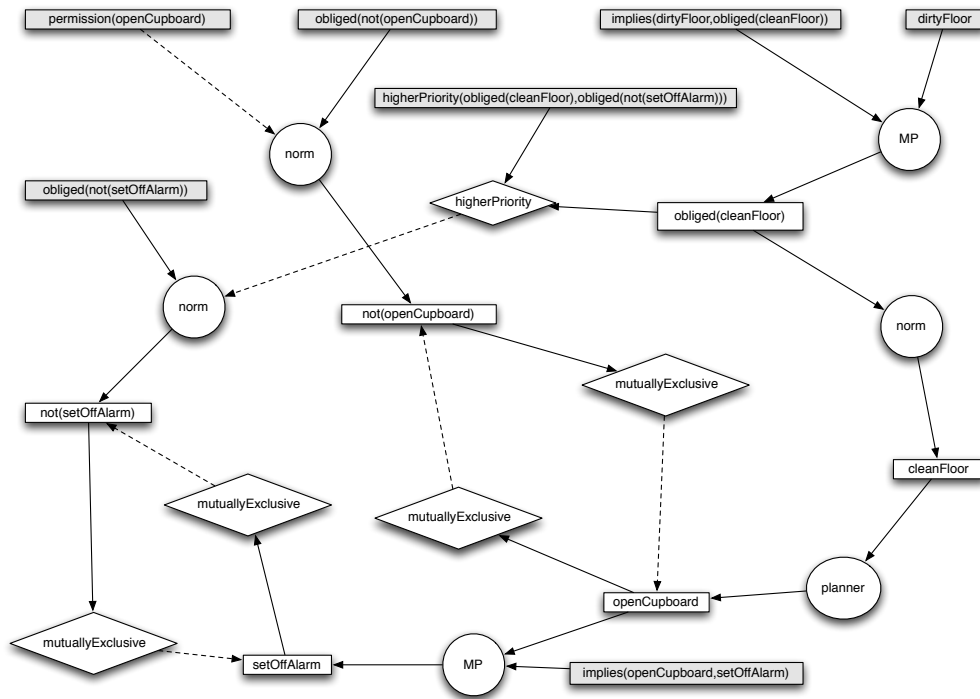 permission(openCupboard)
obliged(not(openCupboard))
implies(dirtyFloor,obliged(cleanFloor))
dirtyFloor
higherPriority(obliged(cleanFloor),obliged(not(setOffAlarm)))
MP
norm
obliged(not(setOffAlarm))
higherPriority
obliged(cleanFloor)
norm
not(openCupboard)
norm
mutuallyExclusive
not(setOffAlarm)
cleanFloor
mutuallyExclusive
mutuallyExclusive
planner
openCupboard
mutuallyExclusive
setOffAlarm
MP
implies(openCupboard,setOffAlarm)